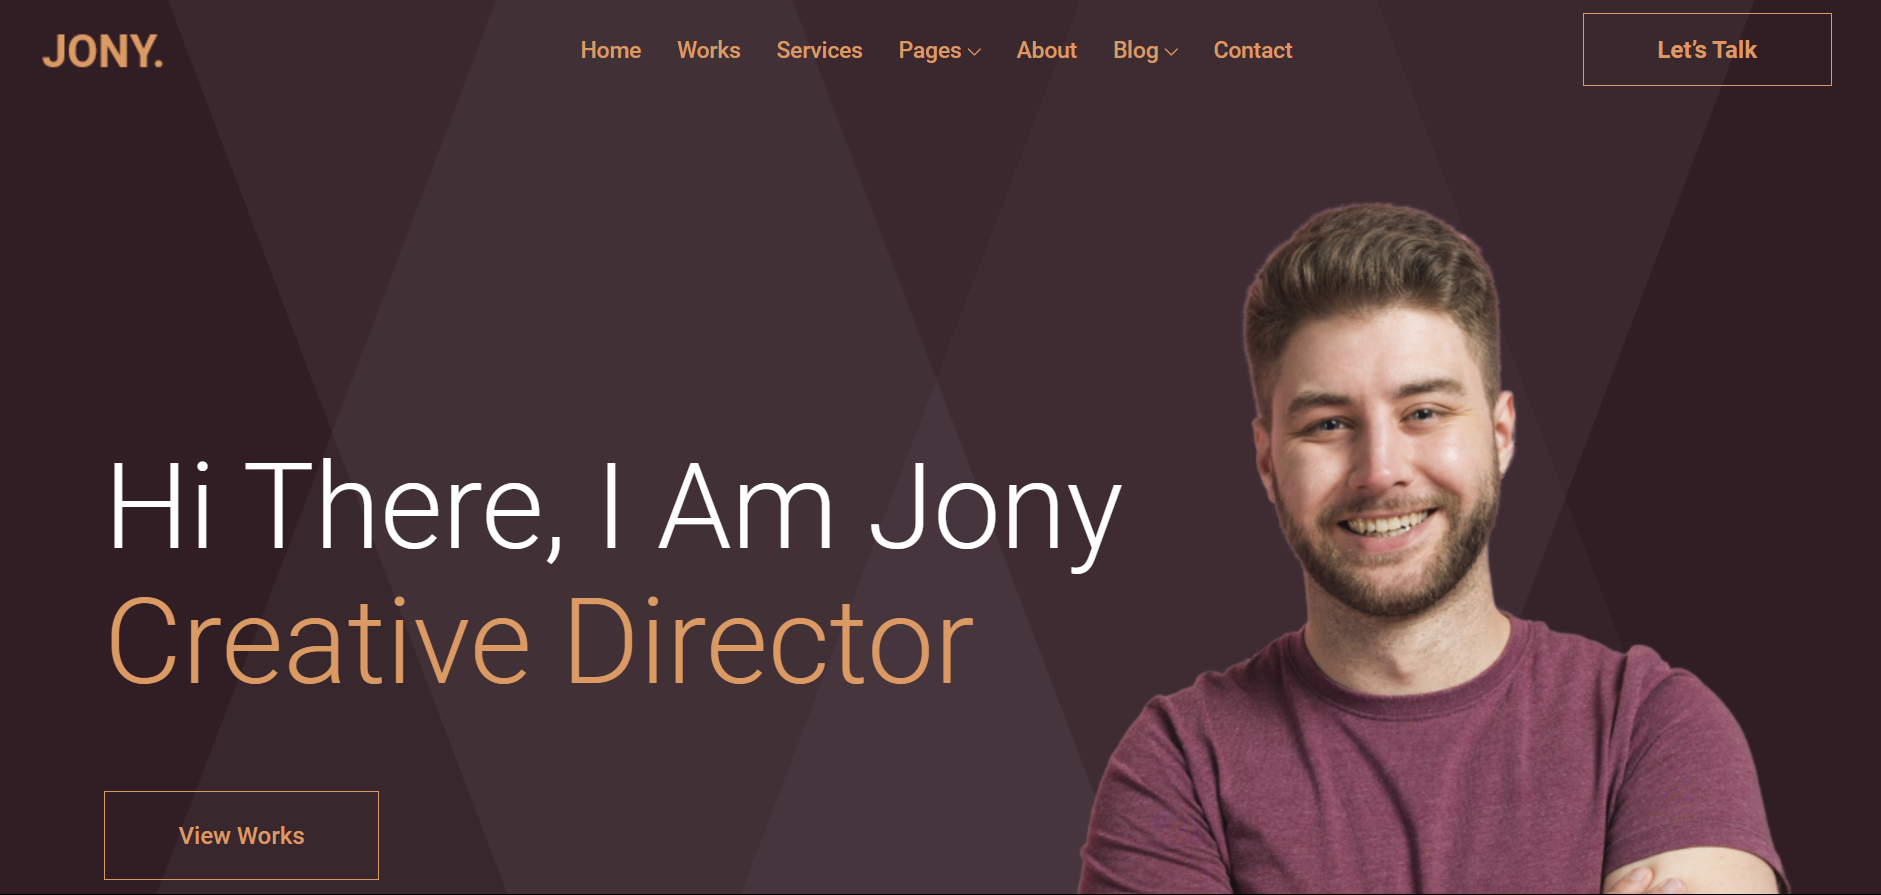 JONY.
Home Works Services Pages About Blog Contact
Let’s Talk
Hi There, I Am Jony
Creative Director
View Works